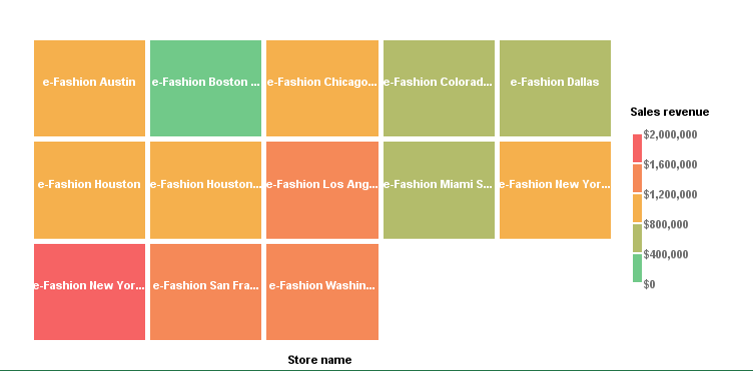 e-Fashion Austin
e-Fashion Boston ...
e-Fashion Chicago...
e-Fashion Colorad...
e-Fashion Dallas
e-Fashion Houston
e-Fashion Houston...
e-Fashion Los Ang...
e-Fashion Miami S...
e-Fashion New Yor...
e-Fashion New Yor...
e-Fashion San Fra...
e-Fashion Washin...
Store name
Sales revenue
$2,000,000
$1,600,000
$1,200,000
$800,000
$400,000
$0